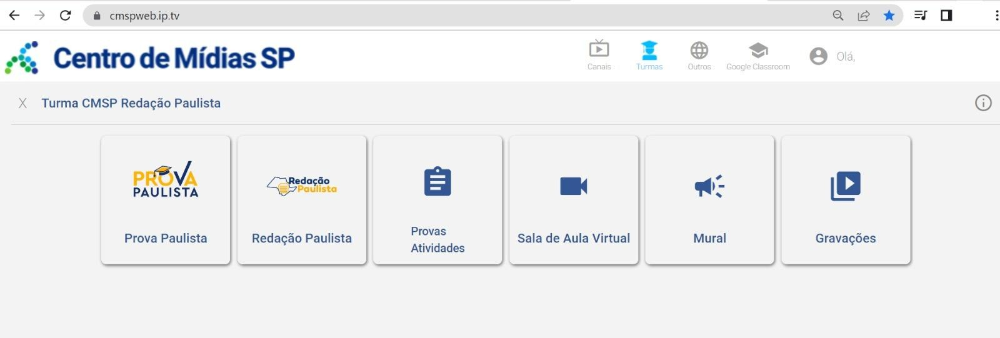 cmspweb.ip.tv
Centro de Mídias SP
Canais
Turmas
Outros
Google Classroom
Olá,
X Turma CMSP Redação Paulista
PROVA
PAULISTA
Prova Paulista
Redação
Paulista
Redação Paulista
Provas
Atividades
Sala de Aula Virtual
Mural
Gravações